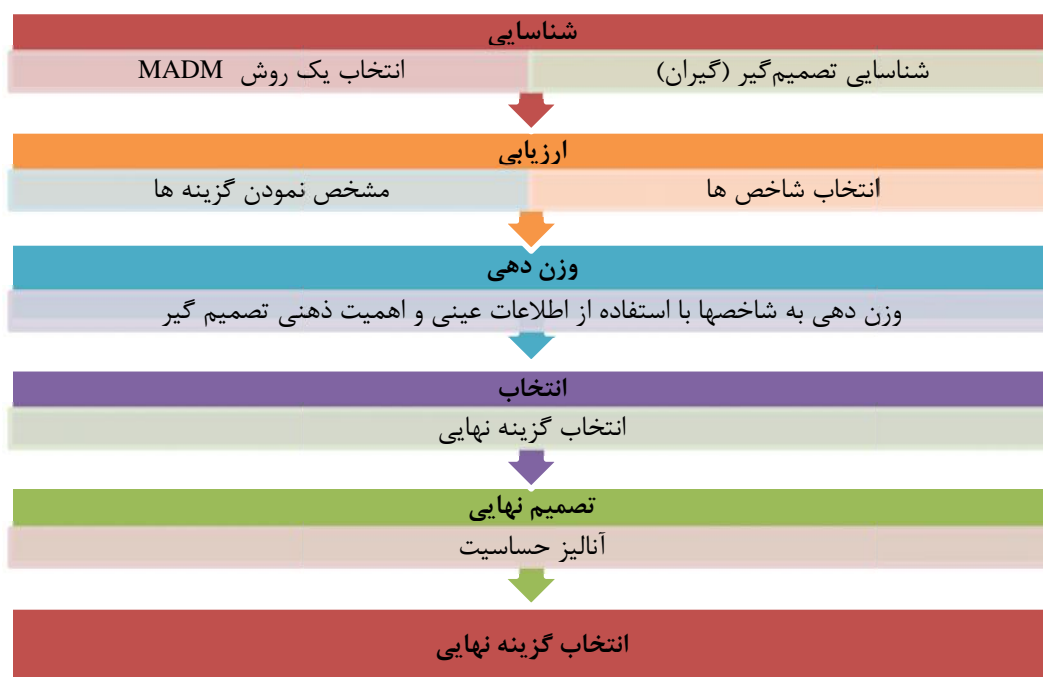 شناسایی
شناسایی تصمیم‌گیر (گیران)
انتخاب یک روش MADM
ارزیابی
انتخاب شاخص ها
مشخص نمودن گزینه ها
وزن دهی
وزن دهی به شاخصها با استفاده از اطلاعات عینی و اهمیت ذهنی تصمیم گیر
انتخاب
انتخاب گزینه نهایی
تصمیم نهایی
آنالیز حساسیت
انتخاب گزینه نهایی